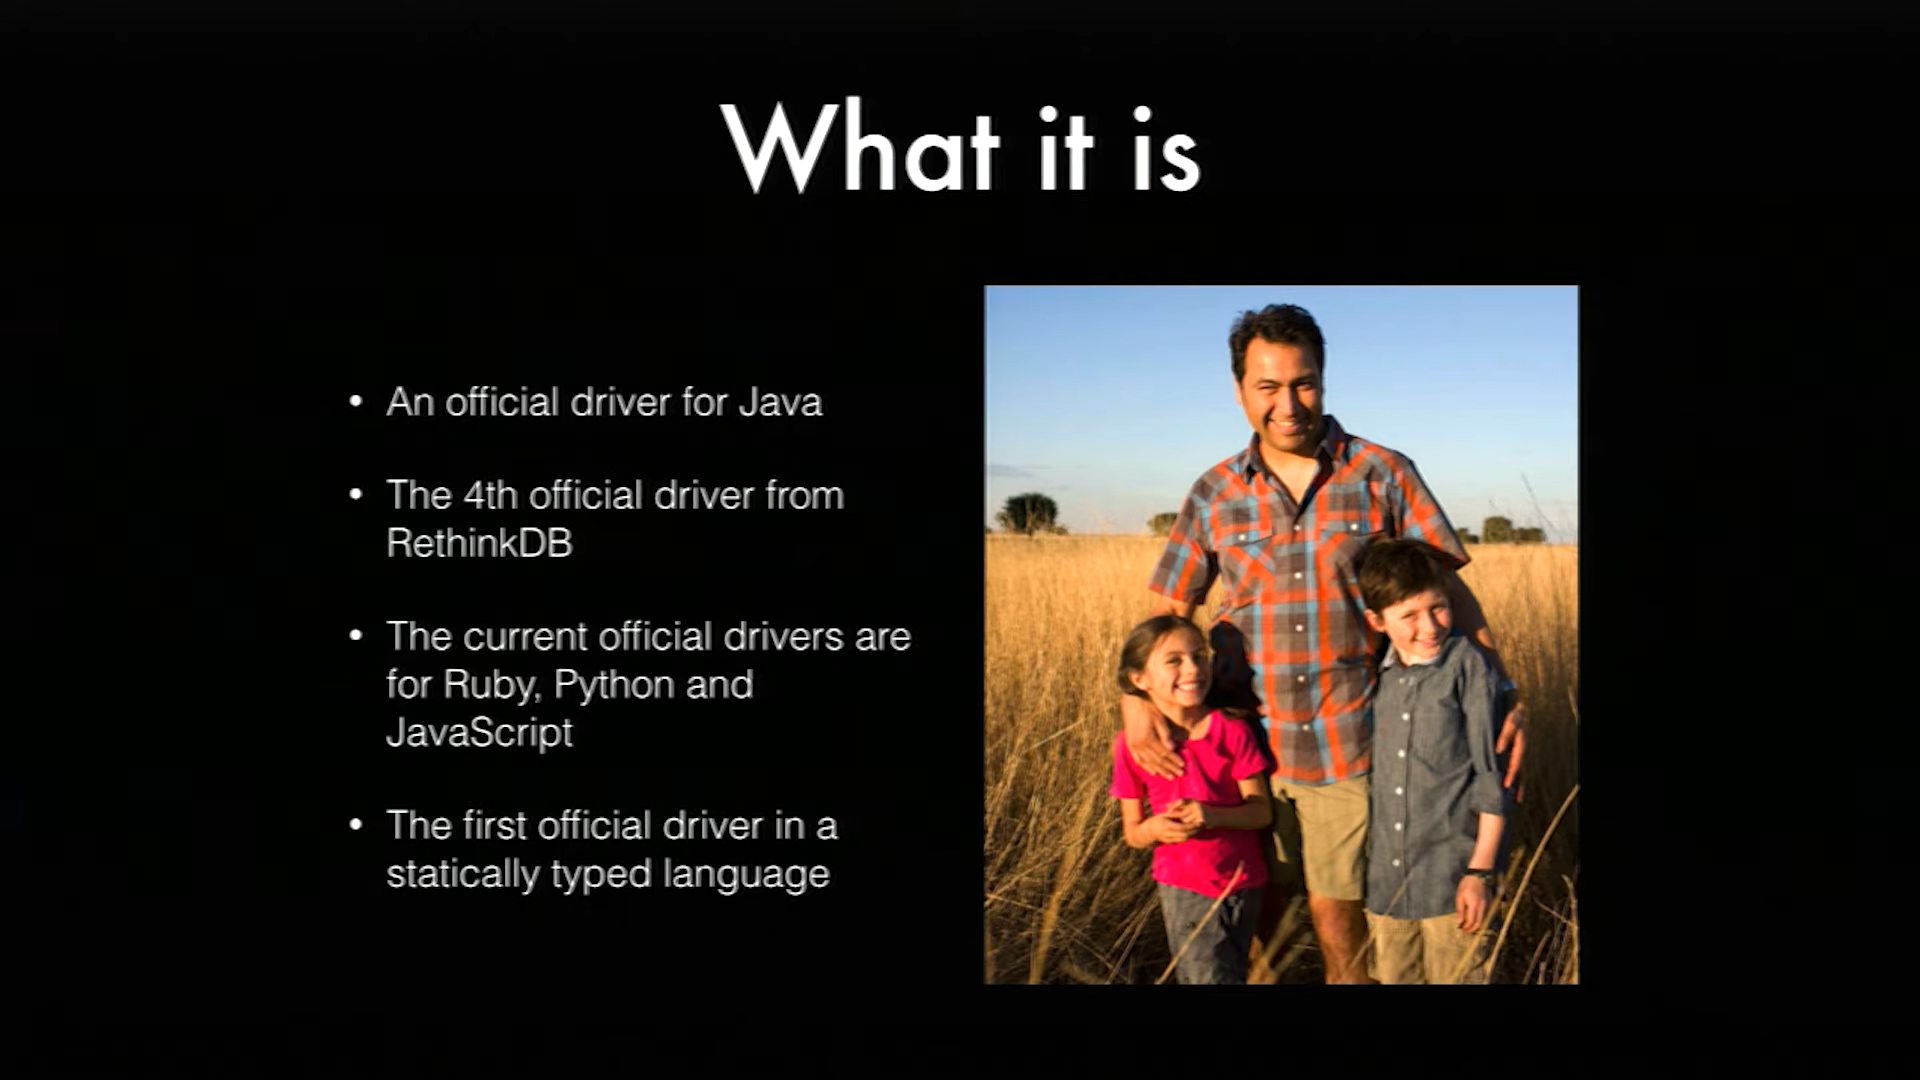 What it is
• An official driver for Java
• The 4th official driver from
RethinkDB
• The current official drivers are
for Ruby, Python and
JavaScript
• The first official driver in a
statically typed language